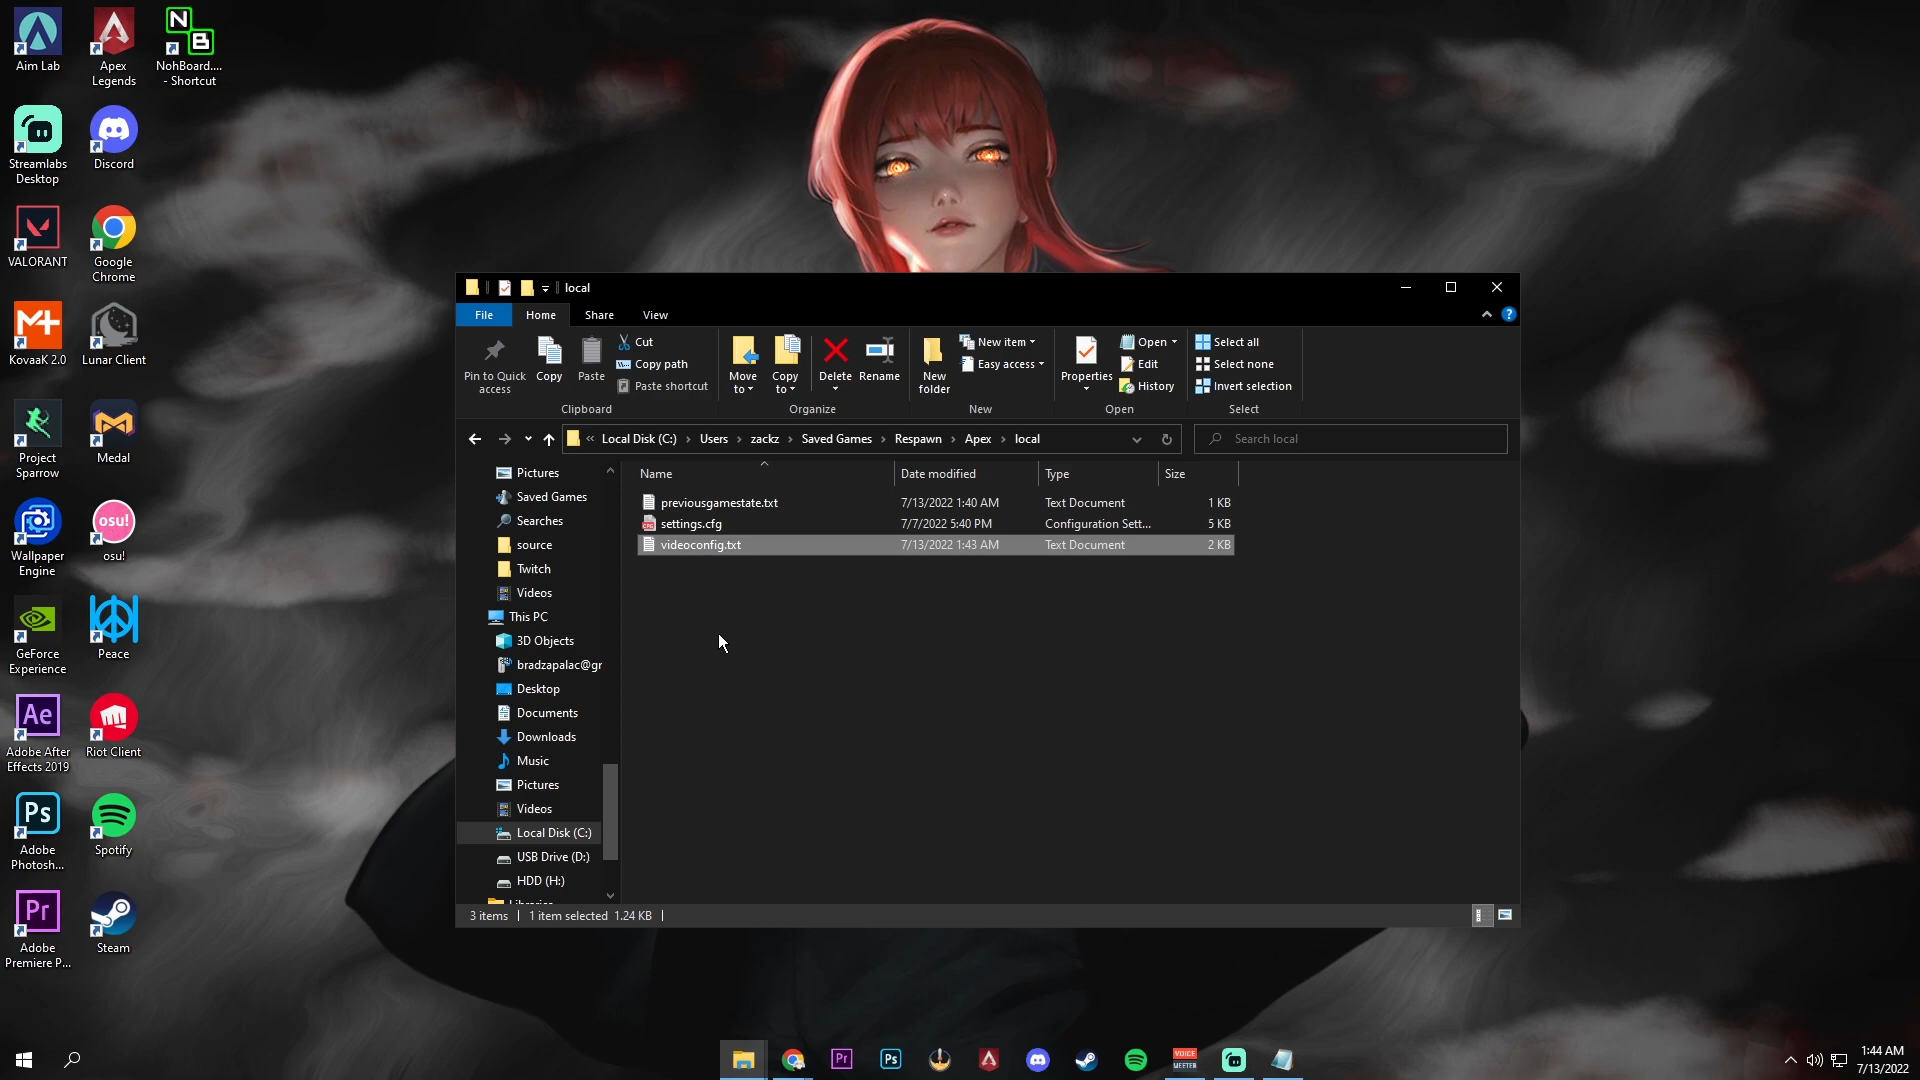 Aim Lab
Apex
Legends
N
B
NohBoard....
- Shortcut
Streamlabs
Desktop
Discord
VALORANT
Google
Chrome
KovaaK 2.0
Lunar Client
Project
Sparrow
Medal
Wallpaper
Engine
osu!
osu!
GeForce
Experience
Peace
Ae
Adobe After
Effects 2019
Riot Client
Ps
Adobe
Photosh...
Spotify
Pr
Adobe
Premiere P...
Steam
local
File
Home
Share
View
Pin to Quick
access
Copy
Paste
Cut
Copy path
Paste shortcut
Clipboard
Move
to
Copy
to
Delete
Rename
Organize
New
folder
New item
Easy access
New
Properties
Open
Edit
History
Open
Select all
Select none
Invert selection
Select
« Local Disk (C:) › Users › zackz › Saved Games › Respawn › Apex › local
Search local
Pictures
Saved Games
Searches
source
Twitch
Videos
This PC
3D Objects
bradzapalac@gr
Desktop
Documents
Downloads
Music
Pictures
Videos
Local Disk (C:)
USB Drive (D:)
HDD (H:)
Name Date modified Type Size
previousgamestate.txt 7/13/2022 1:40 AM Text Document 1 KB
settings.cfg 7/7/2022 5:40 PM Configuration Sett... 5 KB
videoconfig.txt 7/13/2022 1:43 AM Text Document 2 KB
3 items | 1 item selected 1.24 KB |
Pr
Ps
VOICE
MEETER
1:44 AM
7/13/2022